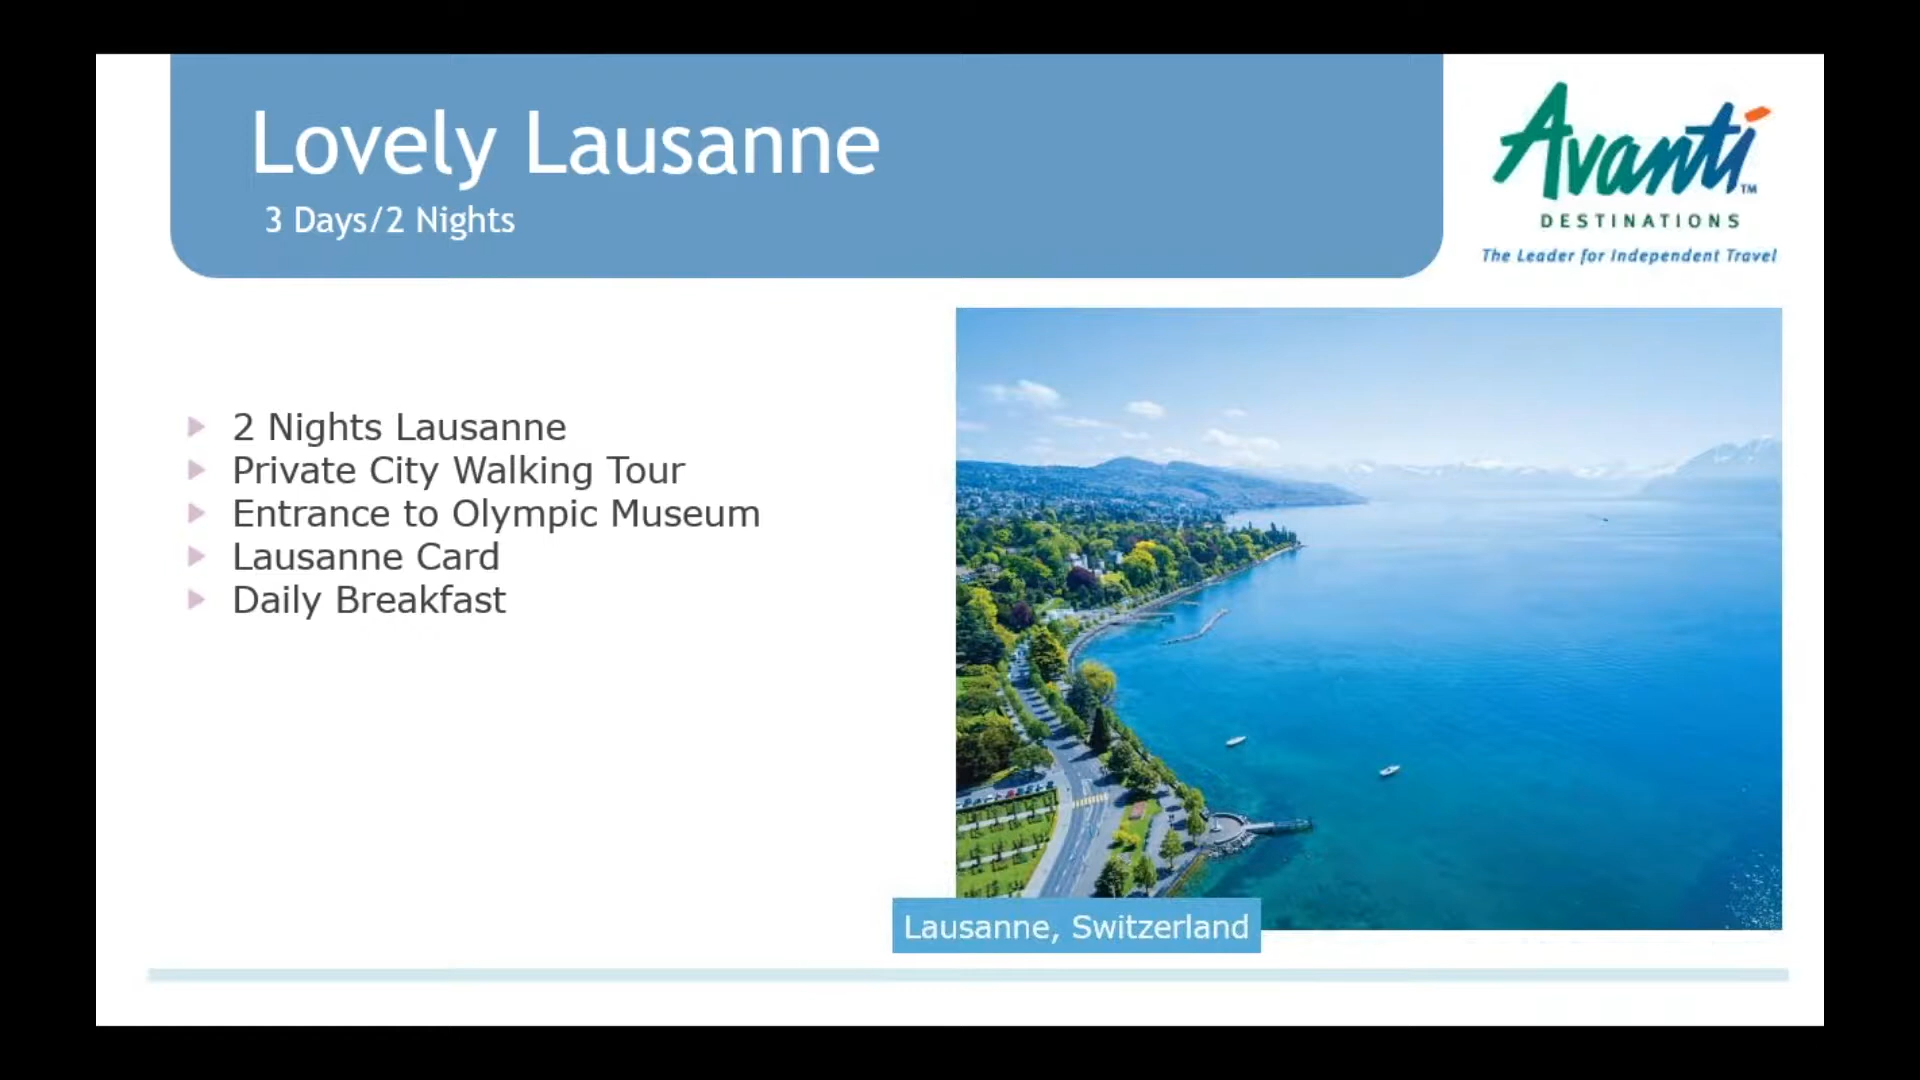 Lovely Lausanne
3 Days/2 Nights
Avanti™
DESTINATIONS
The Leader for Independent Travel
2 Nights Lausanne
Private City Walking Tour
Entrance to Olympic Museum
Lausanne Card
Daily Breakfast
Lausanne, Switzerland